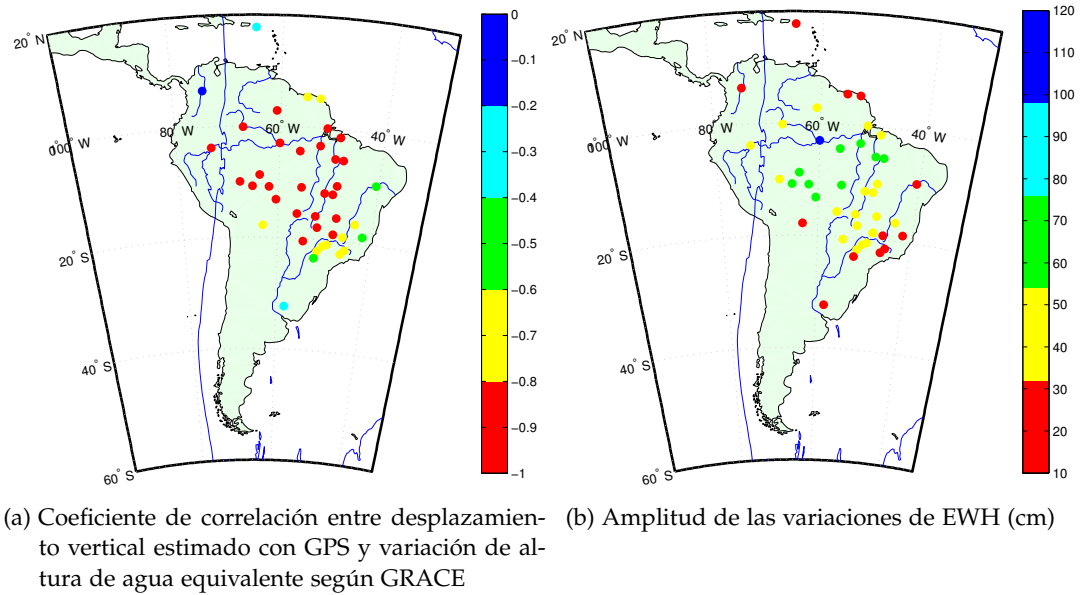 20° N
80° W
60° W
40° W
100° W
20° S
40° S
60° S
0
−0.1
−0.2
−0.3
−0.4
−0.5
−0.6
−0.7
−0.8
−0.9
−1
20° N
80° W
60° W
40° W
100° W
20° S
40° S
60° S
120
110
100
90
80
70
60
50
40
30
20
10
(a) Coeficiente de correlación entre desplazamien-
to vertical estimado con GPS y variación de al-
tura de agua equivalente según GRACE
(b) Amplitud de las variaciones de EWH (cm)